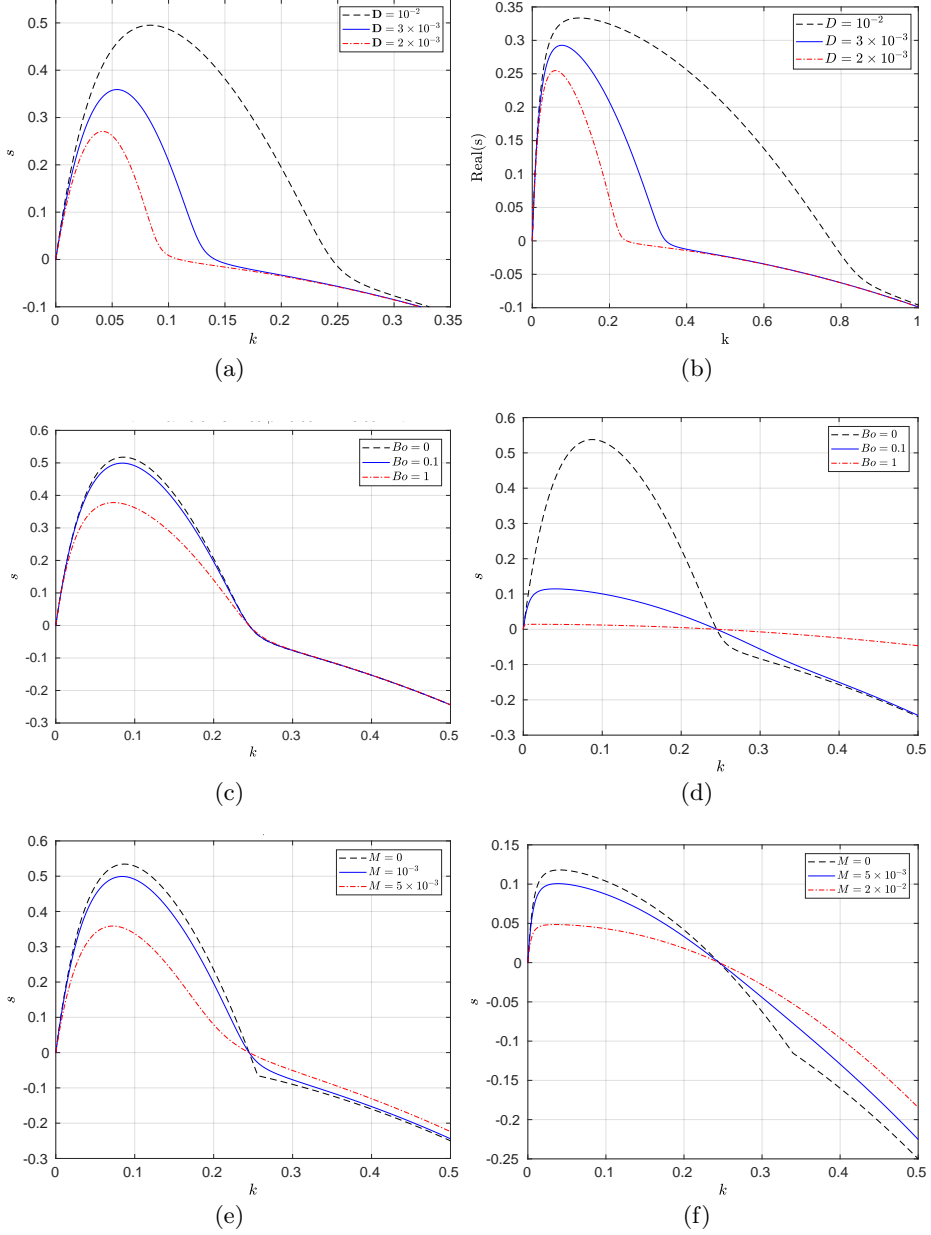 0.5
0.4
0.3
0.2
0.1
0
-0.1
s
0
0.05
0.1
0.15
0.2
0.25
0.3
0.35
k
D = 10⁻²
D = 3 × 10⁻³
D = 2 × 10⁻³
(a)
0.35
0.3
0.25
0.2
0.15
0.1
0.05
0
-0.05
-0.1
Real(s)
0
0.2
0.4
0.6
0.8
1
k
D = 10⁻²
D = 3 × 10⁻³
D = 2 × 10⁻³
(b)
0.6
0.5
0.4
0.3
0.2
0.1
0
-0.1
-0.2
-0.3
s
0
0.1
0.2
0.3
0.4
0.5
k
Bo = 0
Bo = 0.1
Bo = 1
(c)
0.6
0.5
0.4
0.3
0.2
0.1
0
-0.1
-0.2
-0.3
s
0
0.1
0.2
0.3
0.4
0.5
k
Bo = 0
Bo = 0.1
Bo = 1
(d)
0.6
0.5
0.4
0.3
0.2
0.1
0
-0.1
-0.2
-0.3
s
0
0.1
0.2
0.3
0.4
0.5
k
M = 0
M = 10⁻³
M = 5 × 10⁻³
(e)
0.15
0.1
0.05
0
-0.05
-0.1
-0.15
-0.2
-0.25
s
0
0.1
0.2
0.3
0.4
0.5
k
M = 0
M = 5 × 10⁻³
M = 2 × 10⁻²
(f)